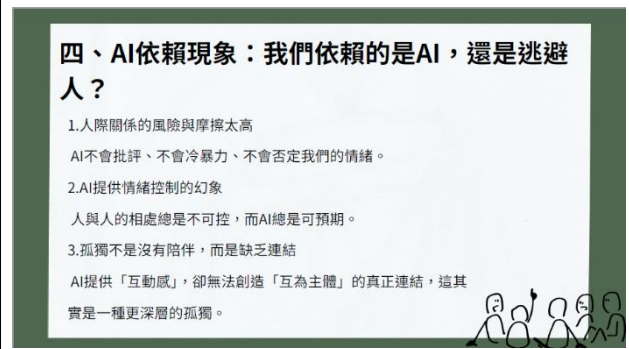 四、AI依賴現象：我們依賴的是AI，還是逃避
人？
1.人際關係的風險與摩擦太高
AI不會批評、不會冷暴力、不會否定我們的情緒。
2.AI提供情緒控制的幻象
人與人的相處總是不可控，而AI總是可預期。
3.孤獨不是沒有陪伴，而是缺乏連結
AI提供「互動感」，卻無法創造「互為主體」的真正連結，這其
實是一種更深層的孤獨。